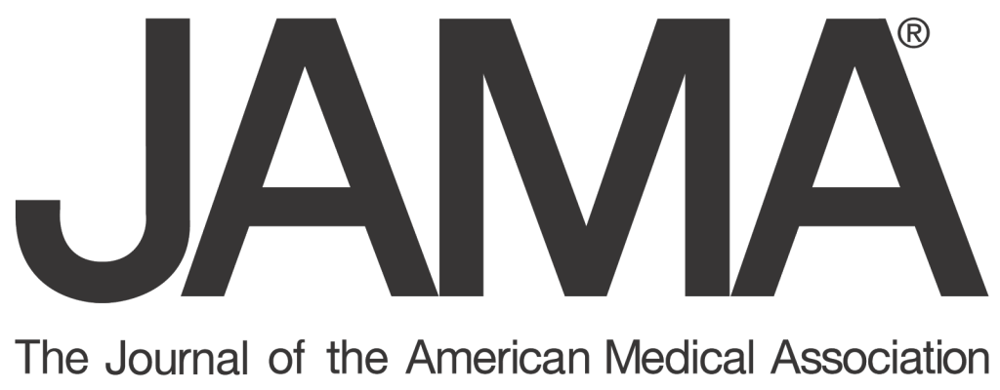 JAMA®
The Journal of the American Medical Association